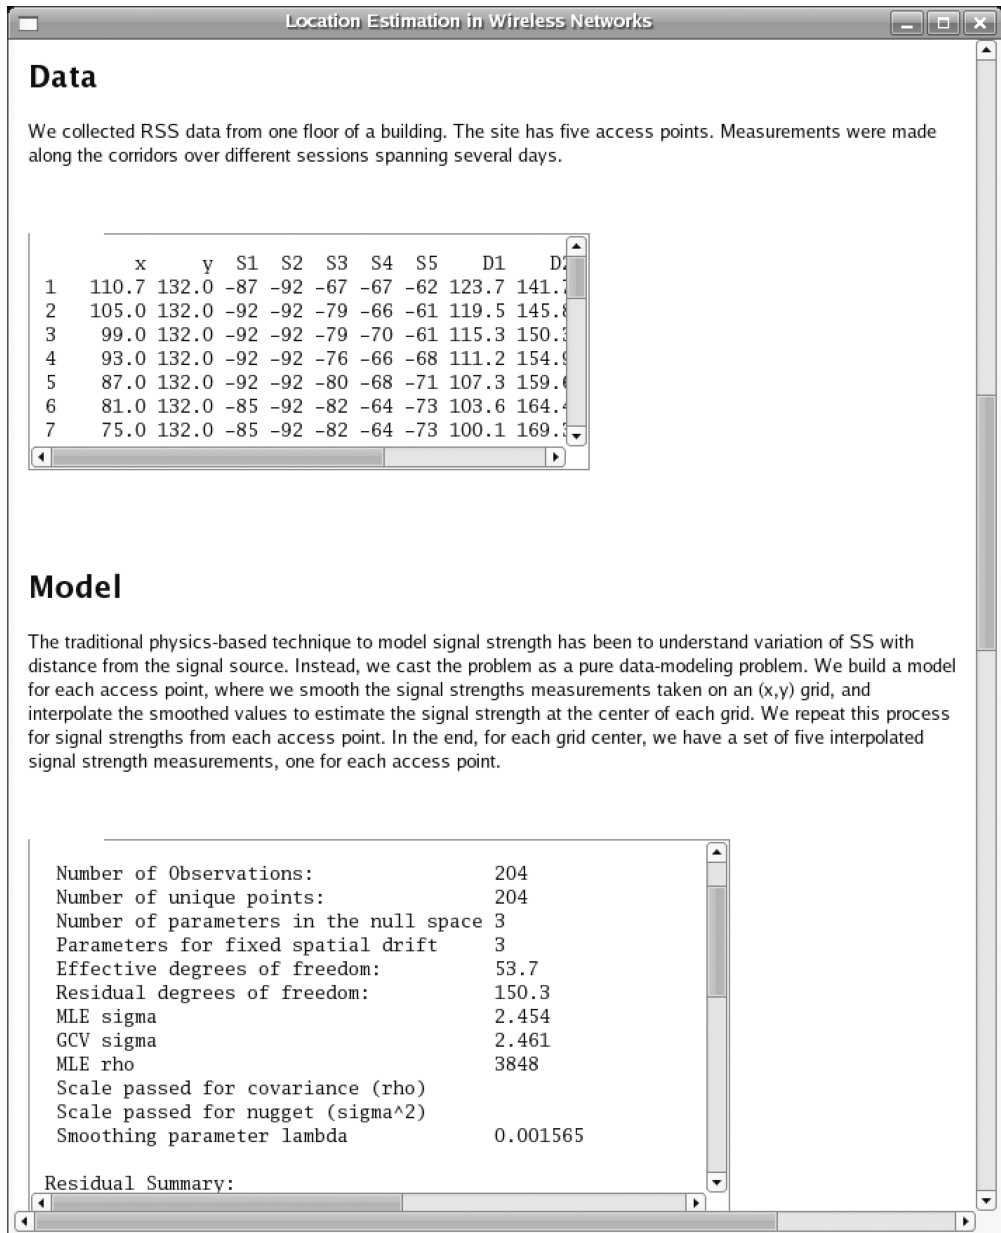 Location Estimation in Wireless Networks
Data
We collected RSS data from one floor of a building. The site has five access points. Measurements were made
along the corridors over different sessions spanning several days.
x y S1 S2 S3 S4 S5 D1
1 110.7 132.0 -87 -92 -67 -67 -62 123.7 141.
2 105.0 132.0 -92 -92 -79 -66 -61 119.5 145.
3 99.0 132.0 -92 -92 -79 -70 -61 115.3 150.
4 93.0 132.0 -92 -92 -76 -66 -68 111.2 154.
5 87.0 132.0 -92 -92 -80 -68 -71 107.3 159.
6 81.0 132.0 -85 -92 -82 -64 -73 103.6 164.
7 75.0 132.0 -85 -92 -82 -64 -73 100.1 169.
Model
The traditional physics-based technique to model signal strength has been to understand variation of SS with
distance from the signal source. Instead, we cast the problem as a pure data-modeling problem. We build a model
for each access point, where we smooth the signal strengths measurements taken on an (x,y) grid, and
interpolate the smoothed values to estimate the signal strength at the center of each grid. We repeat this process
for signal strengths from each access point. In the end, for each grid center, we have a set of five interpolated
signal strength measurements, one for each access point.
Number of Observations: 204
Number of unique points: 204
Number of parameters in the null space 3
Parameters for fixed spatial drift 3
Effective degrees of freedom: 53.7
Residual degrees of freedom: 150.3
MLE sigma 2.454
GCV sigma 2.461
MLE rho 3848
Scale passed for covariance (rho)
Scale passed for nugget (sigma^2)
Smoothing parameter lambda 0.001565
Residual Summary: